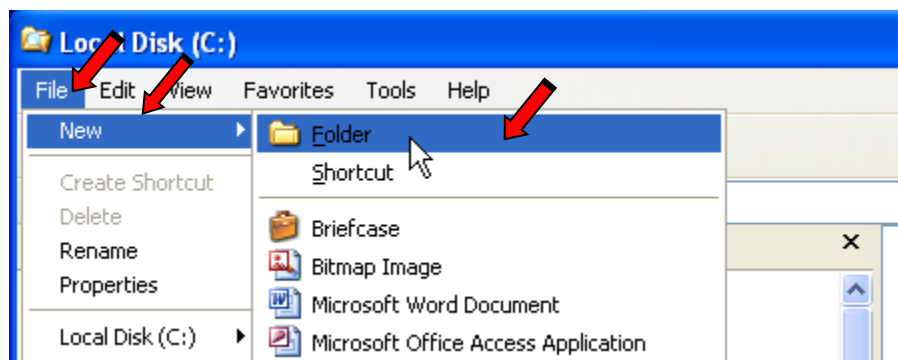 Local Disk (C:)
File Edit View Favorites Tools Help
New
Create Shortcut
Delete
Rename
Properties
Local Disk (C:)
Folder
Shortcut
Briefcase
Bitmap Image
Microsoft Word Document
Microsoft Office Access Application